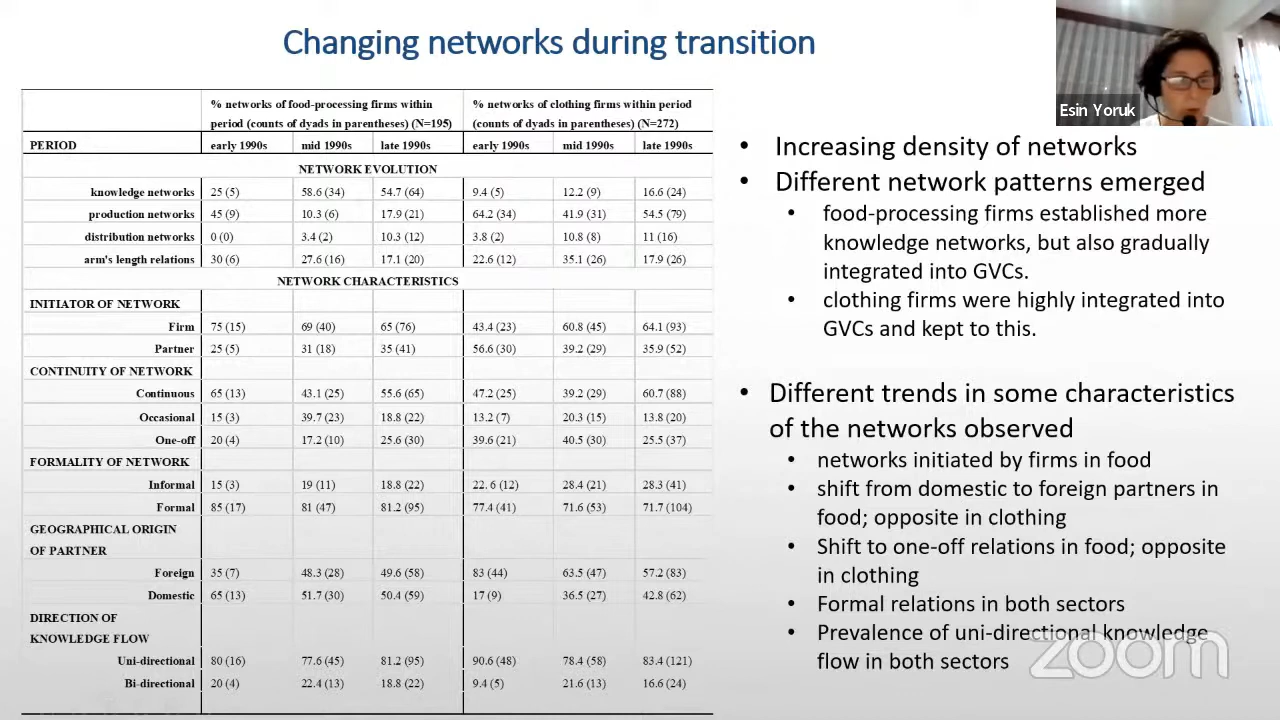 Changing networks during transition
Esin Yoruk
% networks of food-processing firms within period (counts of dyads in parentheses) (N=195) % networks of clothing firms within period (counts of dyads in parentheses) (N=272)
PERIOD early 1990s mid 1990s late 1990s early 1990s mid 1990s late 1990s
NETWORK EVOLUTION
knowledge networks 25 (5) 58.6 (34) 54.7 (64) 9.4 (5) 12.2 (9) 16.6 (24)
production networks 45 (9) 10.3 (6) 17.9 (21) 64.2 (34) 41.9 (31) 54.5 (79)
distribution networks 0 (0) 3.4 (2) 10.3 (12) 3.8 (2) 10.8 (8) 11 (16)
arm's length relations 30 (6) 27.6 (16) 17.1 (20) 22.6 (12) 35.1 (26) 17.9 (26)
NETWORK CHARACTERISTICS
INITIATOR OF NETWORK
Firm 75 (15) 69 (40) 65 (76) 43.4 (23) 60.8 (45) 64.1 (93)
Partner 25 (5) 31 (18) 35 (41) 56.6 (30) 39.2 (29) 35.9 (52)
CONTINUITY OF NETWORK
Continuous 65 (13) 43.1 (25) 55.6 (65) 47.2 (25) 39.2 (29) 60.7 (88)
Occasional 15 (3) 39.7 (23) 18.8 (22) 13.2 (7) 20.3 (15) 13.8 (20)
One-off 20 (4) 17.2 (10) 25.6 (30) 39.6 (21) 40.5 (30) 25.5 (37)
FORMALITY OF NETWORK
Informal 15 (3) 19 (11) 18.8 (22) 22. 6 (12) 28.4 (21) 28.3 (41)
Formal 85 (17) 81 (47) 81.2 (95) 77.4 (41) 71.6 (53) 71.7 (104)
GEOGRAPHICAL ORIGIN
OF PARTNER
Foreign 35 (7) 48.3 (28) 49.6 (58) 83 (44) 63.5 (47) 57.2 (83)
Domestic 65 (13) 51.7 (30) 50.4 (59) 17 (9) 36.5 (27) 42.8 (62)
DIRECTION OF
KNOWLEDGE FLOW
Uni-directional 80 (16) 77.6 (45) 81.2 (95) 90.6 (48) 78.4 (58) 83.4 (121)
Bi-directional 20 (4) 22.4 (13) 18.8 (22) 9.4 (5) 21.6 (13) 16.6 (24)
• Increasing density of networks
• Different network patterns emerged
• food-processing firms established more
knowledge networks, but also gradually
integrated into GVCs.
• clothing firms were highly integrated into
GVCs and kept to this.
• Different trends in some characteristics
of the networks observed
• networks initiated by firms in food
• shift from domestic to foreign partners in
food; opposite in clothing
• Shift to one-off relations in food; opposite
in clothing
• Formal relations in both sectors
• Prevalence of uni-directional knowledge
flow in both sectors
zoom